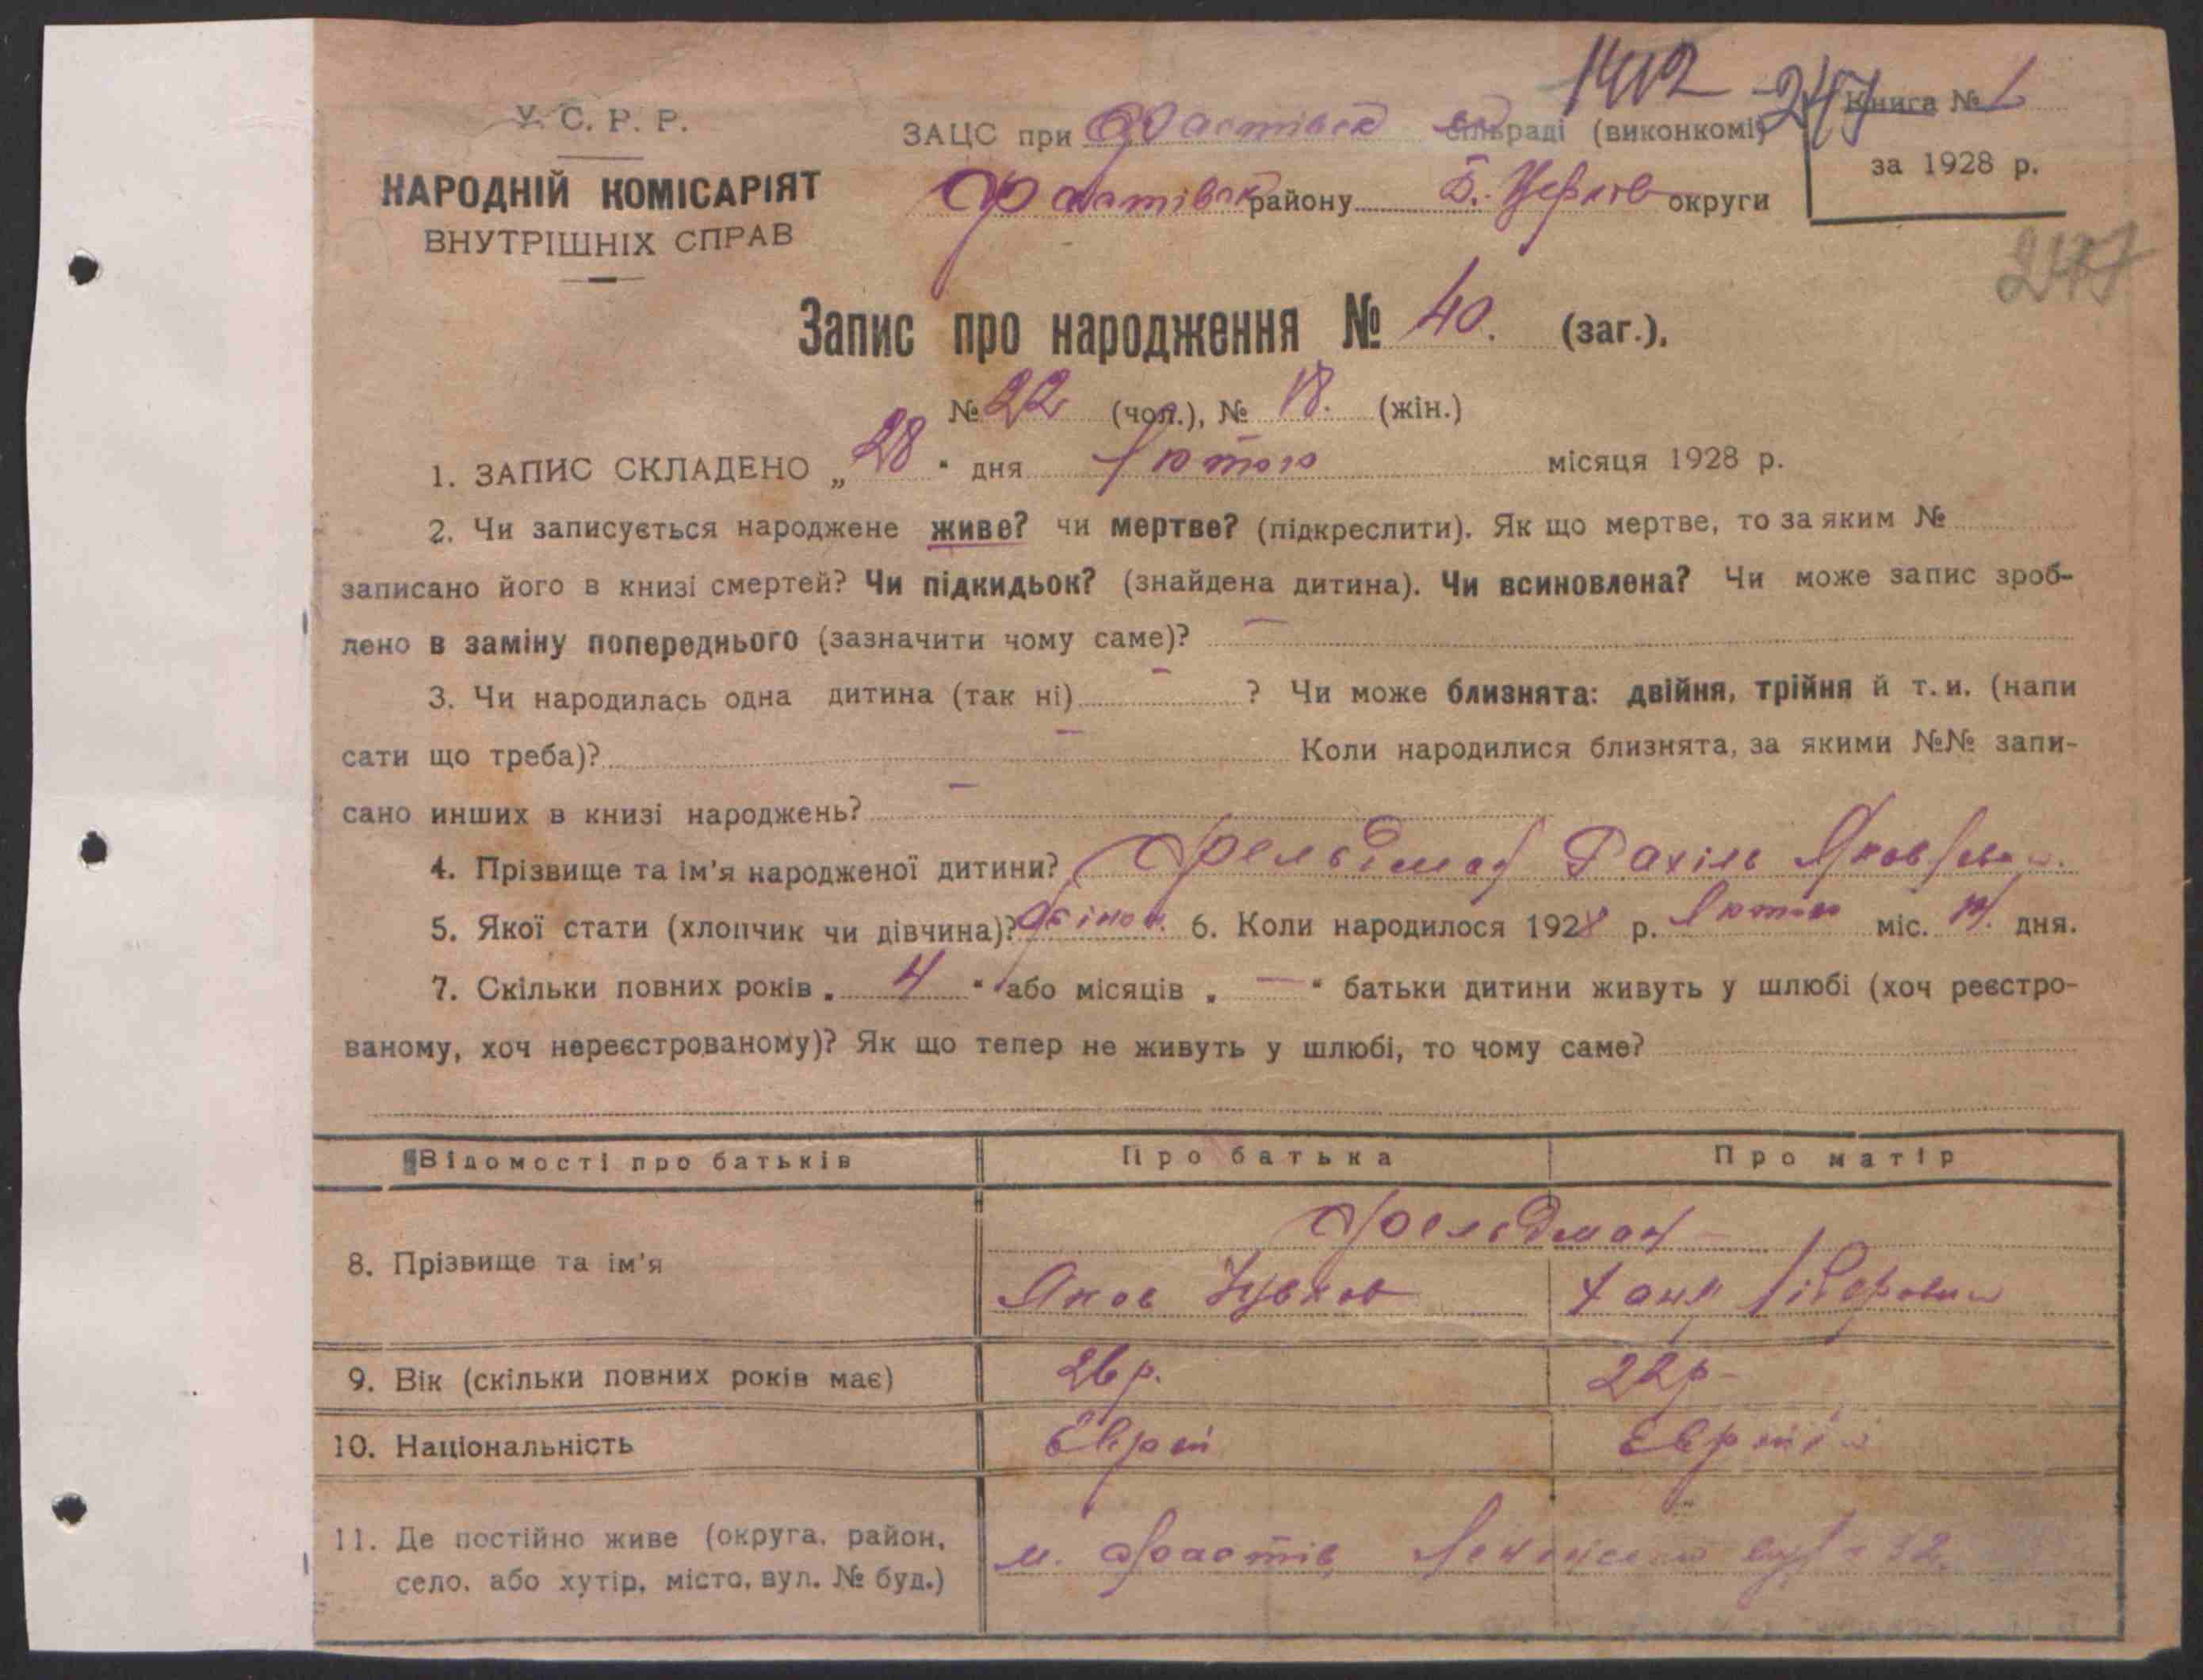 1412 247 Книга № 1
У. С. Р. Р.
ЗАЦС при Фастівск сільраді (виконкомі)
за 1928 р.
НАРОДНІЙ КОМІСАРІЯТ
Фастівск району Б. Церков округи
ВНУТРІШНІХ СПРАВ
247
Запис про народження № 40. (заг.),
№ 22 (чол.), № 18. (жін.)
1. ЗАПИС СКЛАДЕНО „ 28 " дня Лютого місяця 1928 р.
2. Чи записується народжене живе? чи мертве? (підкреслити). Як що мертве, то за яким №
записано його в книзі смертей? Чи підкидьок? (знайдена дитина). Чи всиновлена? Чи може запис зроб-
лено в заміну попереднього (зазначити чому саме)? —
3. Чи народилась одна дитина (так ні) — ? Чи може близнята: двійня, трійня й т. и. (напи
сати що треба)? — Коли народилися близнята, за якими №№ запи-
сано инших в книзі народжень? —
4. Прізвище та ім'я народженої дитини? Фельдман Рахіль Яковлевна
5. Якої стати (хлопчик чи дівчина)? жіноч. 6. Коли народилося 1928 р. Лютого міс. дня.
7. Скільки повних років „ 4 " або місяців „ — " батьки дитини живуть у шлюбі (хоч реєстро-
ваному, хоч нереєстрованому)? Як що тепер не живуть у шлюбі, то чому саме?
Відомості про батьків Про батька Про матір
Фельдман —
8. Прізвище та ім'я
Яков Ханя
9. Вік (скільки повних років має) 26 р. 22 р-
10. Національність Еврей Еврейка
11. Де постійно живе (округа, район, м. Фастів, 32
село, або хутір, місто, вул. № буд.)